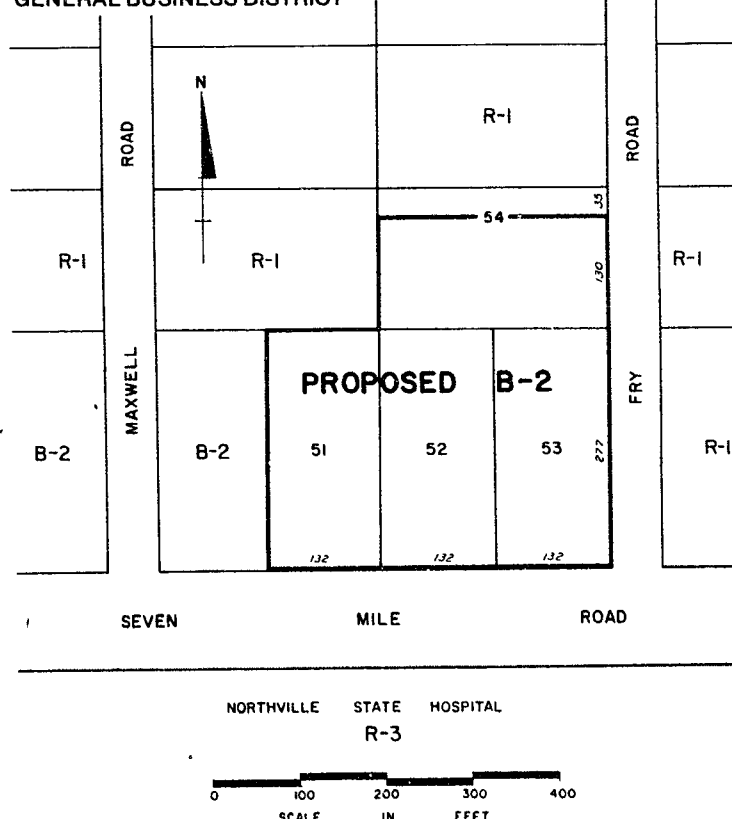 GENERAL BUSINESS DISTRICT
N
ROAD
R-1
ROAD
35
54
R-1
R-1
130
R-1
MAXWELL
PROPOSED B-2
FRY
B-2
B-2
51
52
53
277
R-1
132
132
132
SEVEN MILE ROAD
NORTHVILLE STATE HOSPITAL
R-3
0 100 200 300 400
SCALE IN FEET